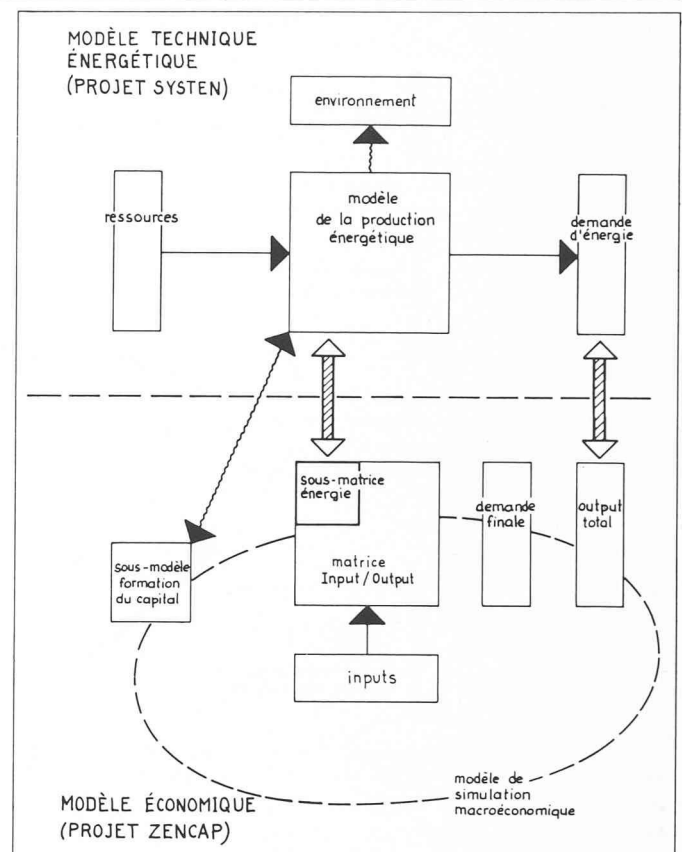 MODÈLE TECHNIQUE
ÉNERGÉTIQUE
(PROJET SYSTEN)
environnement
ressources
modèle
de la production
énergétique
demande
d'énergie
sous-matrice
énergie
demande
finale
output
total
sous-modèle
formation
du capital
matrice
Input/Output
inputs
modèle de
simulation
macroéconomique
MODÈLE ÉCONOMIQUE
(PROJET ZENCAP)